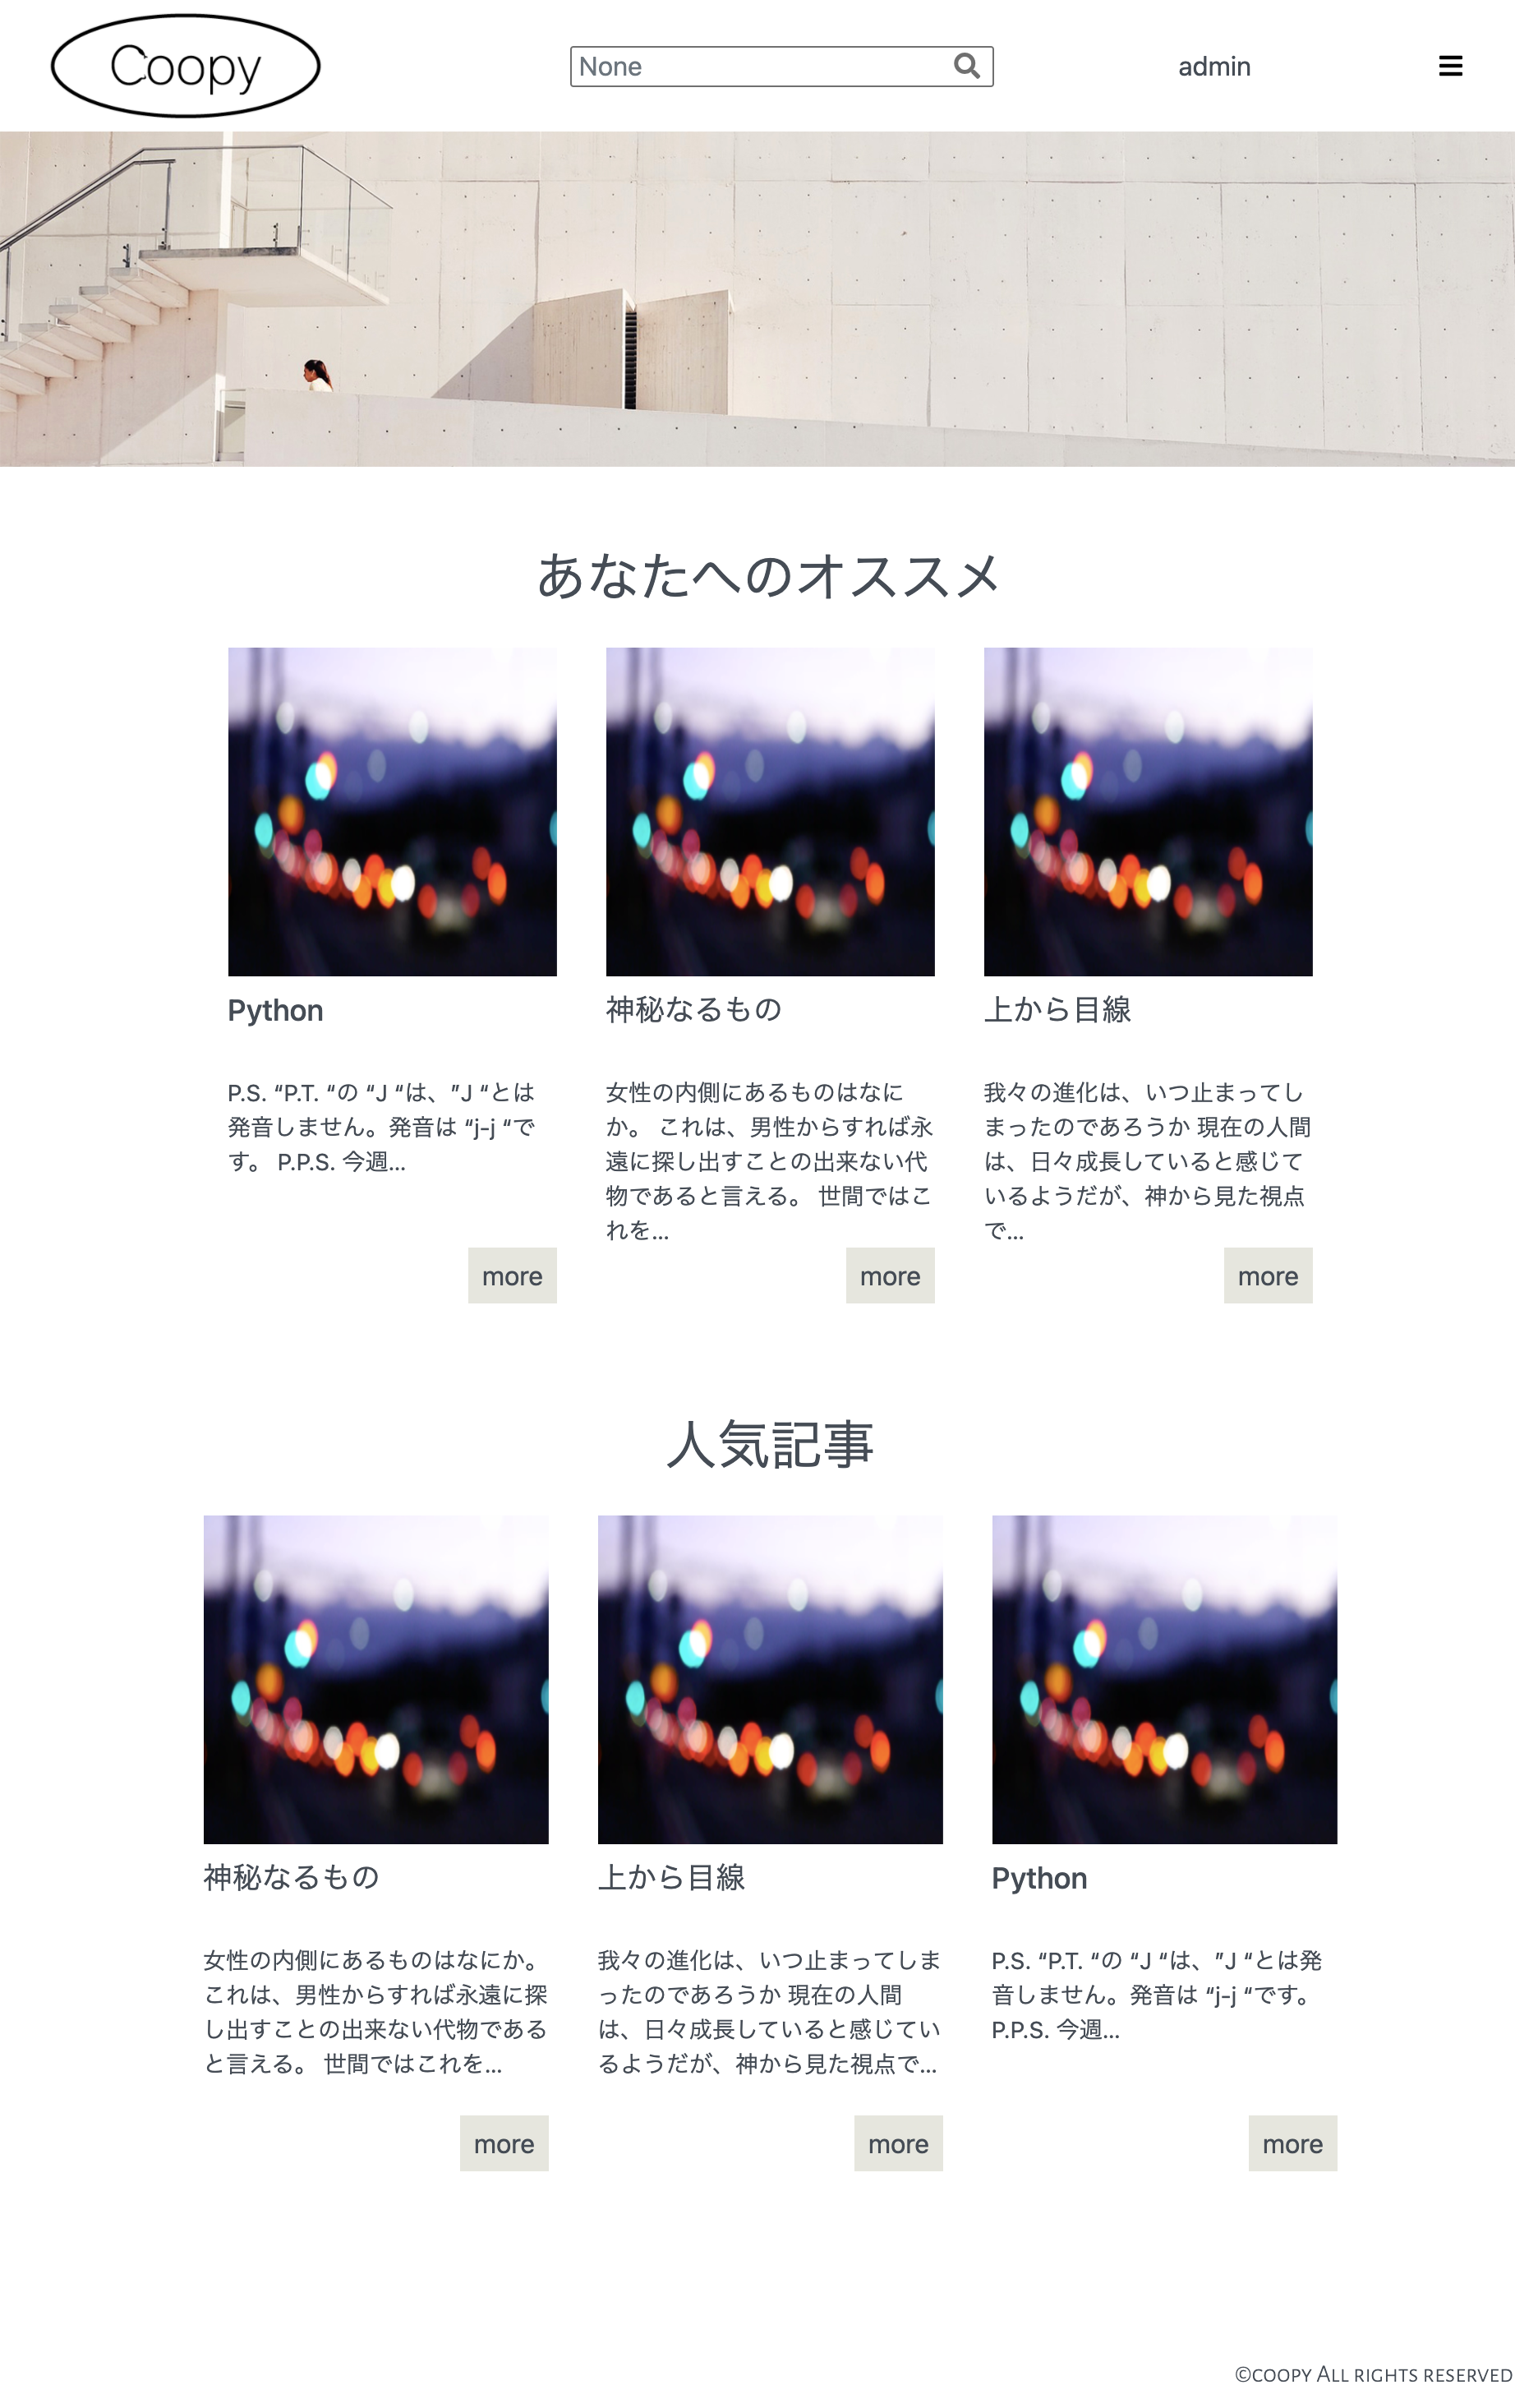 Coopy
None
admin
あなたへのオススメ
Python
P.S. “P.T. “の “J “は、”J “とは
発音しません。発音は “j-j “で
す。 P.P.S. 今週...
more
神秘なるもの
女性の内側にあるものはなに
か。 これは、男性からすれば永
遠に探し出すことの出来ない代
物であると言える。 世間ではこ
れを...
more
上から目線
我々の進化は、いつ止まってし
まったのであろうか 現在の人間
は、日々成長していると感じて
いるようだが、神から見た視点
で...
more
人気記事
神秘なるもの
女性の内側にあるものはなにか。
これは、男性からすれば永遠に探
し出すことの出来ない代物である
と言える。 世間ではこれを...
more
上から目線
我々の進化は、いつ止まってしま
ったのであろうか 現在の人間
は、日々成長していると感じてい
るようだが、神から見た視点で...
more
Python
P.S. “P.T. “の “J “は、”J “とは発
音しません。発音は “j-j “です。
P.P.S. 今週...
more
©coopy All rights reserved